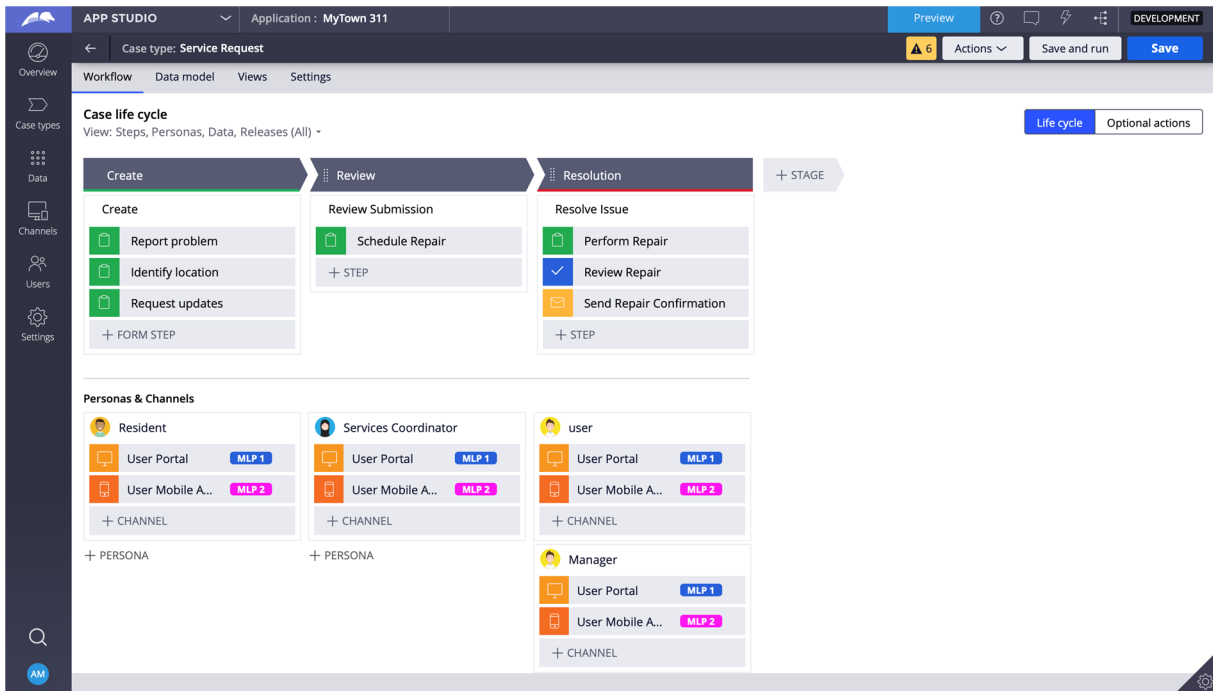 APP STUDIO
Application : MyTown 311
Preview
DEVELOPMENT
Case type: Service Request
6
Actions
Save and run
Save
Overview
Case types
Data
Channels
Users
Settings
AM
Workflow Data model Views Settings
Case life cycle
View: Steps, Personas, Data, Releases (All)
Life cycle Optional actions
Create
Review
Resolution
+ STAGE
Create
Report problem
Identify location
Request updates
+ FORM STEP
Review Submission
Schedule Repair
+ STEP
Resolve Issue
Perform Repair
Review Repair
Send Repair Confirmation
+ STEP
Personas & Channels
Resident
User Portal MLP 1
User Mobile A... MLP 2
+ CHANNEL
+ PERSONA
Services Coordinator
User Portal MLP 1
User Mobile A... MLP 2
+ CHANNEL
+ PERSONA
user
User Portal MLP 1
User Mobile A... MLP 2
+ CHANNEL
Manager
User Portal MLP 1
User Mobile A... MLP 2
+ CHANNEL